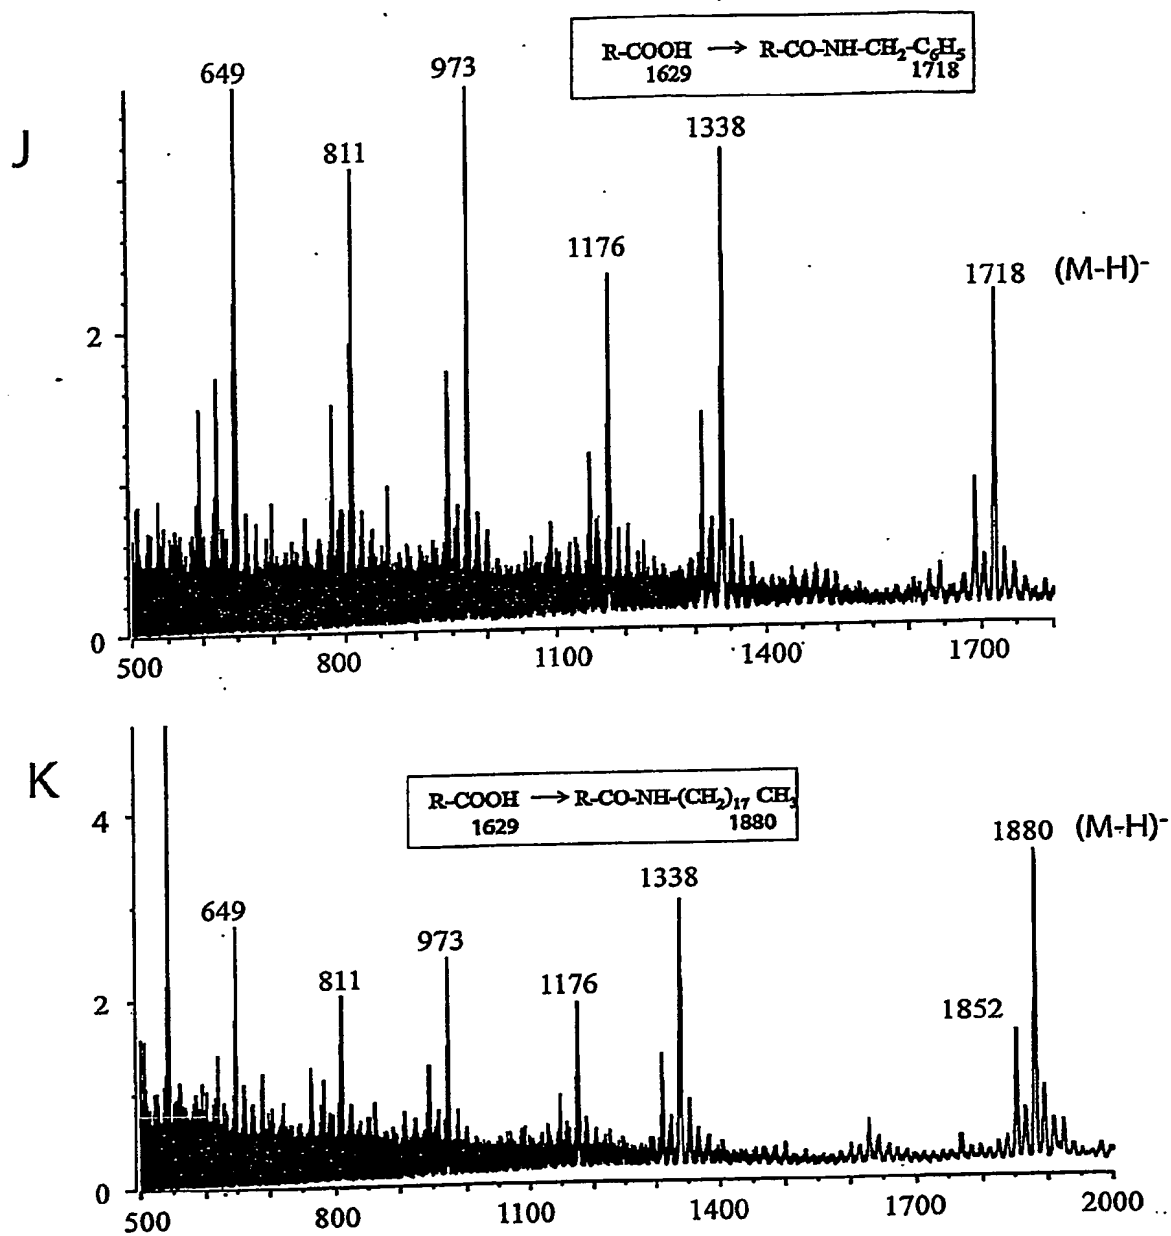 J
649
811
973
1176
1338
1718 (M-H)⁻
R-COOH → R-CO-NH-CH₂-C₆H₅
1629 1718
2
0
500 800 1100 1400 1700
K
649
811
973
1176
1338
1852
1880 (M-H)⁻
R-COOH → R-CO-NH-(CH₂)₁₇ CH₃
1629 1880
4
2
0
500 800 1100 1400 1700 2000